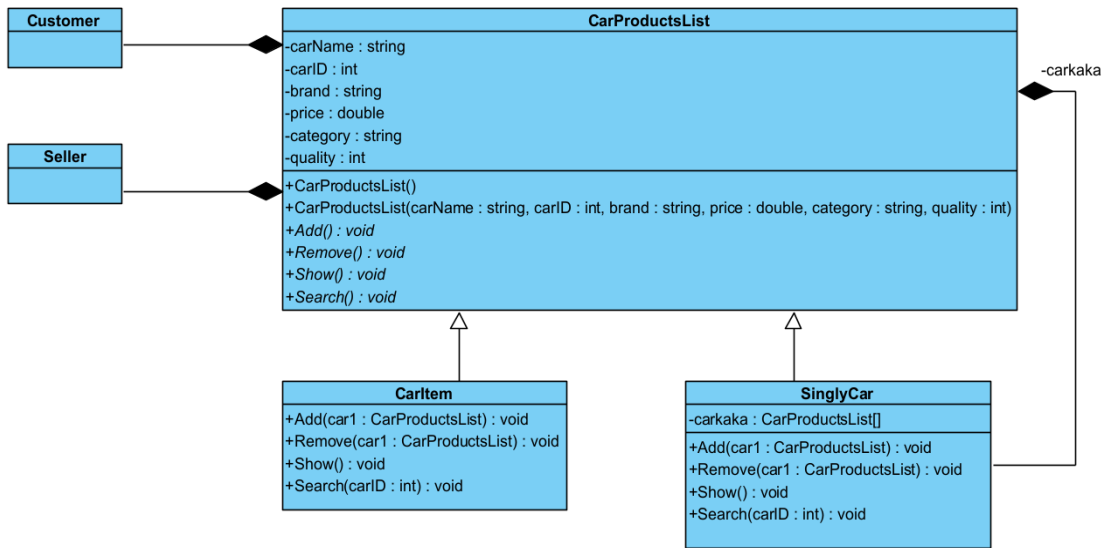 Customer
CarProductsList
-carName : string
-carID : int
-brand : string
-price : double
-category : string
-quality : int
-carkaka
Seller
+CarProductsList()
+CarProductsList(carName : string, carID : int, brand : string, price : double, category : string, quality : int)
+Add() : void
+Remove() : void
+Show() : void
+Search() : void
CarItem
+Add(car1 : CarProductsList) : void
+Remove(car1 : CarProductsList) : void
+Show() : void
+Search(carID : int) : void
SinglyCar
-carkaka : CarProductsList[]
+Add(car1 : CarProductsList) : void
+Remove(car1 : CarProductsList) : void
+Show() : void
+Search(carID : int) : void